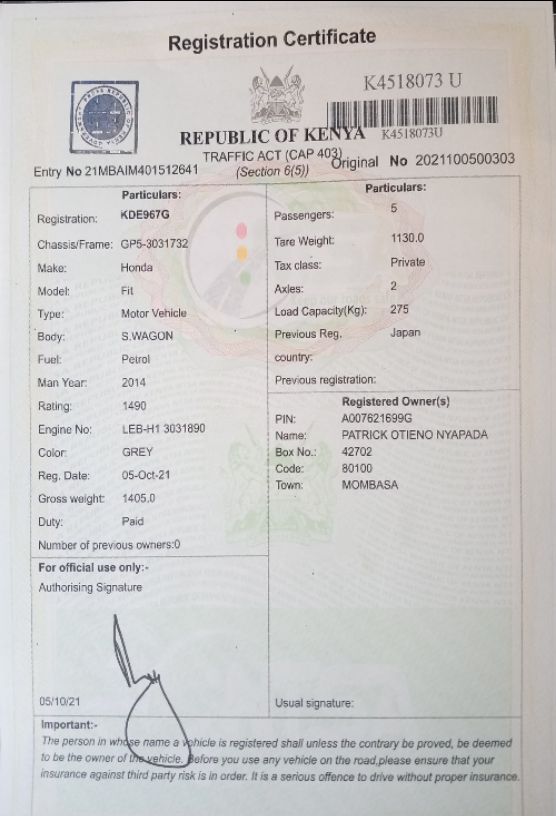 Registration Certificate
K4518073 U
REPUBLIC OF KENYA
K4518073U
TRAFFIC ACT (CAP 403)
Original No 2021100500303
Entry No 21MBAIM401512641
(Section 6(5))
Particulars:
Registration: KDE967G
Chassis/Frame: GP5-3031732
Make: Honda
Model: Fit
Type: Motor Vehicle
Body: S.WAGON
Fuel: Petrol
Man Year: 2014
Rating: 1490
Engine No: LEB-H1 3031890
Color: GREY
Reg. Date: 05-Oct-21
Gross weight: 1405.0
Duty: Paid
Number of previous owners:0
Particulars:
Passengers: 5
Tare Weight: 1130.0
Tax class: Private
Axles: 2
Load Capacity(Kg): 275
Previous Reg. Japan
country:
Previous registration:
Registered Owner(s)
PIN: A007621699G
Name: PATRICK OTIENO NYAPADA
Box No.: 42702
Code: 80100
Town: MOMBASA
For official use only:-
Authorising Signature
05/10/21
Usual signature:
Important:-
The person in whose name a vehicle is registered shall unless the contrary be proved, be deemed
to be the owner of the vehicle. Before you use any vehicle on the road,please ensure that your
insurance against third party risk is in order. It is a serious offence to drive without proper insurance.